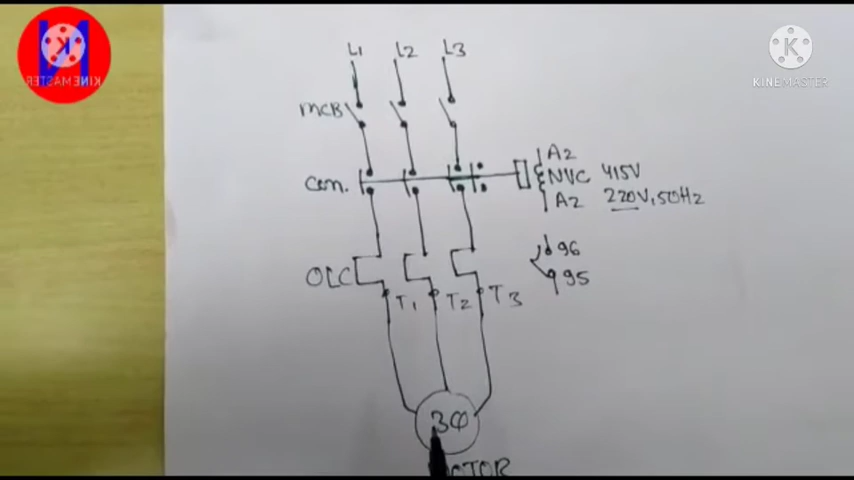 KINEMASTER
KINEMASTER
L1 L2 L3
MCB
Con.
A2
NVC 415V
A2 220V, 50Hz
96
95
OLC
T1 T2 T3
3φ
MOTOR